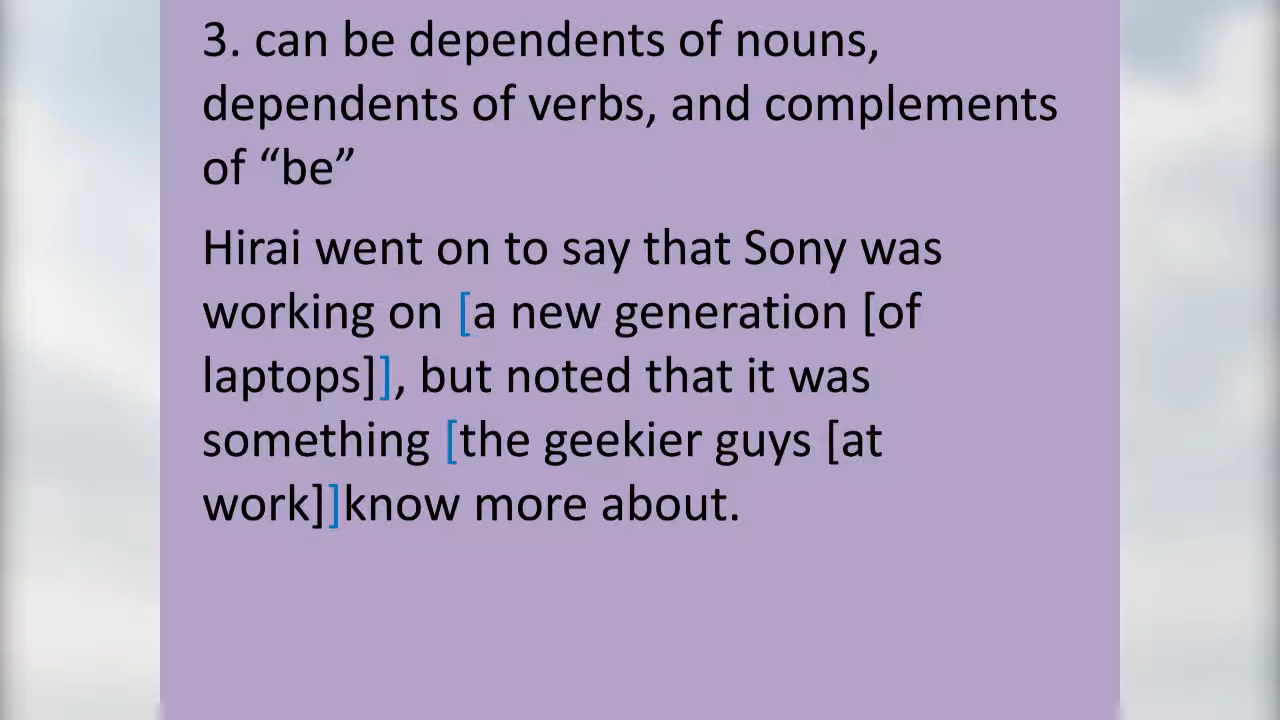 3. can be dependents of nouns,
dependents of verbs, and complements
of “be”
Hirai went on to say that Sony was
working on [a new generation [of
laptops]], but noted that it was
something [the geekier guys [at
work]]know more about.